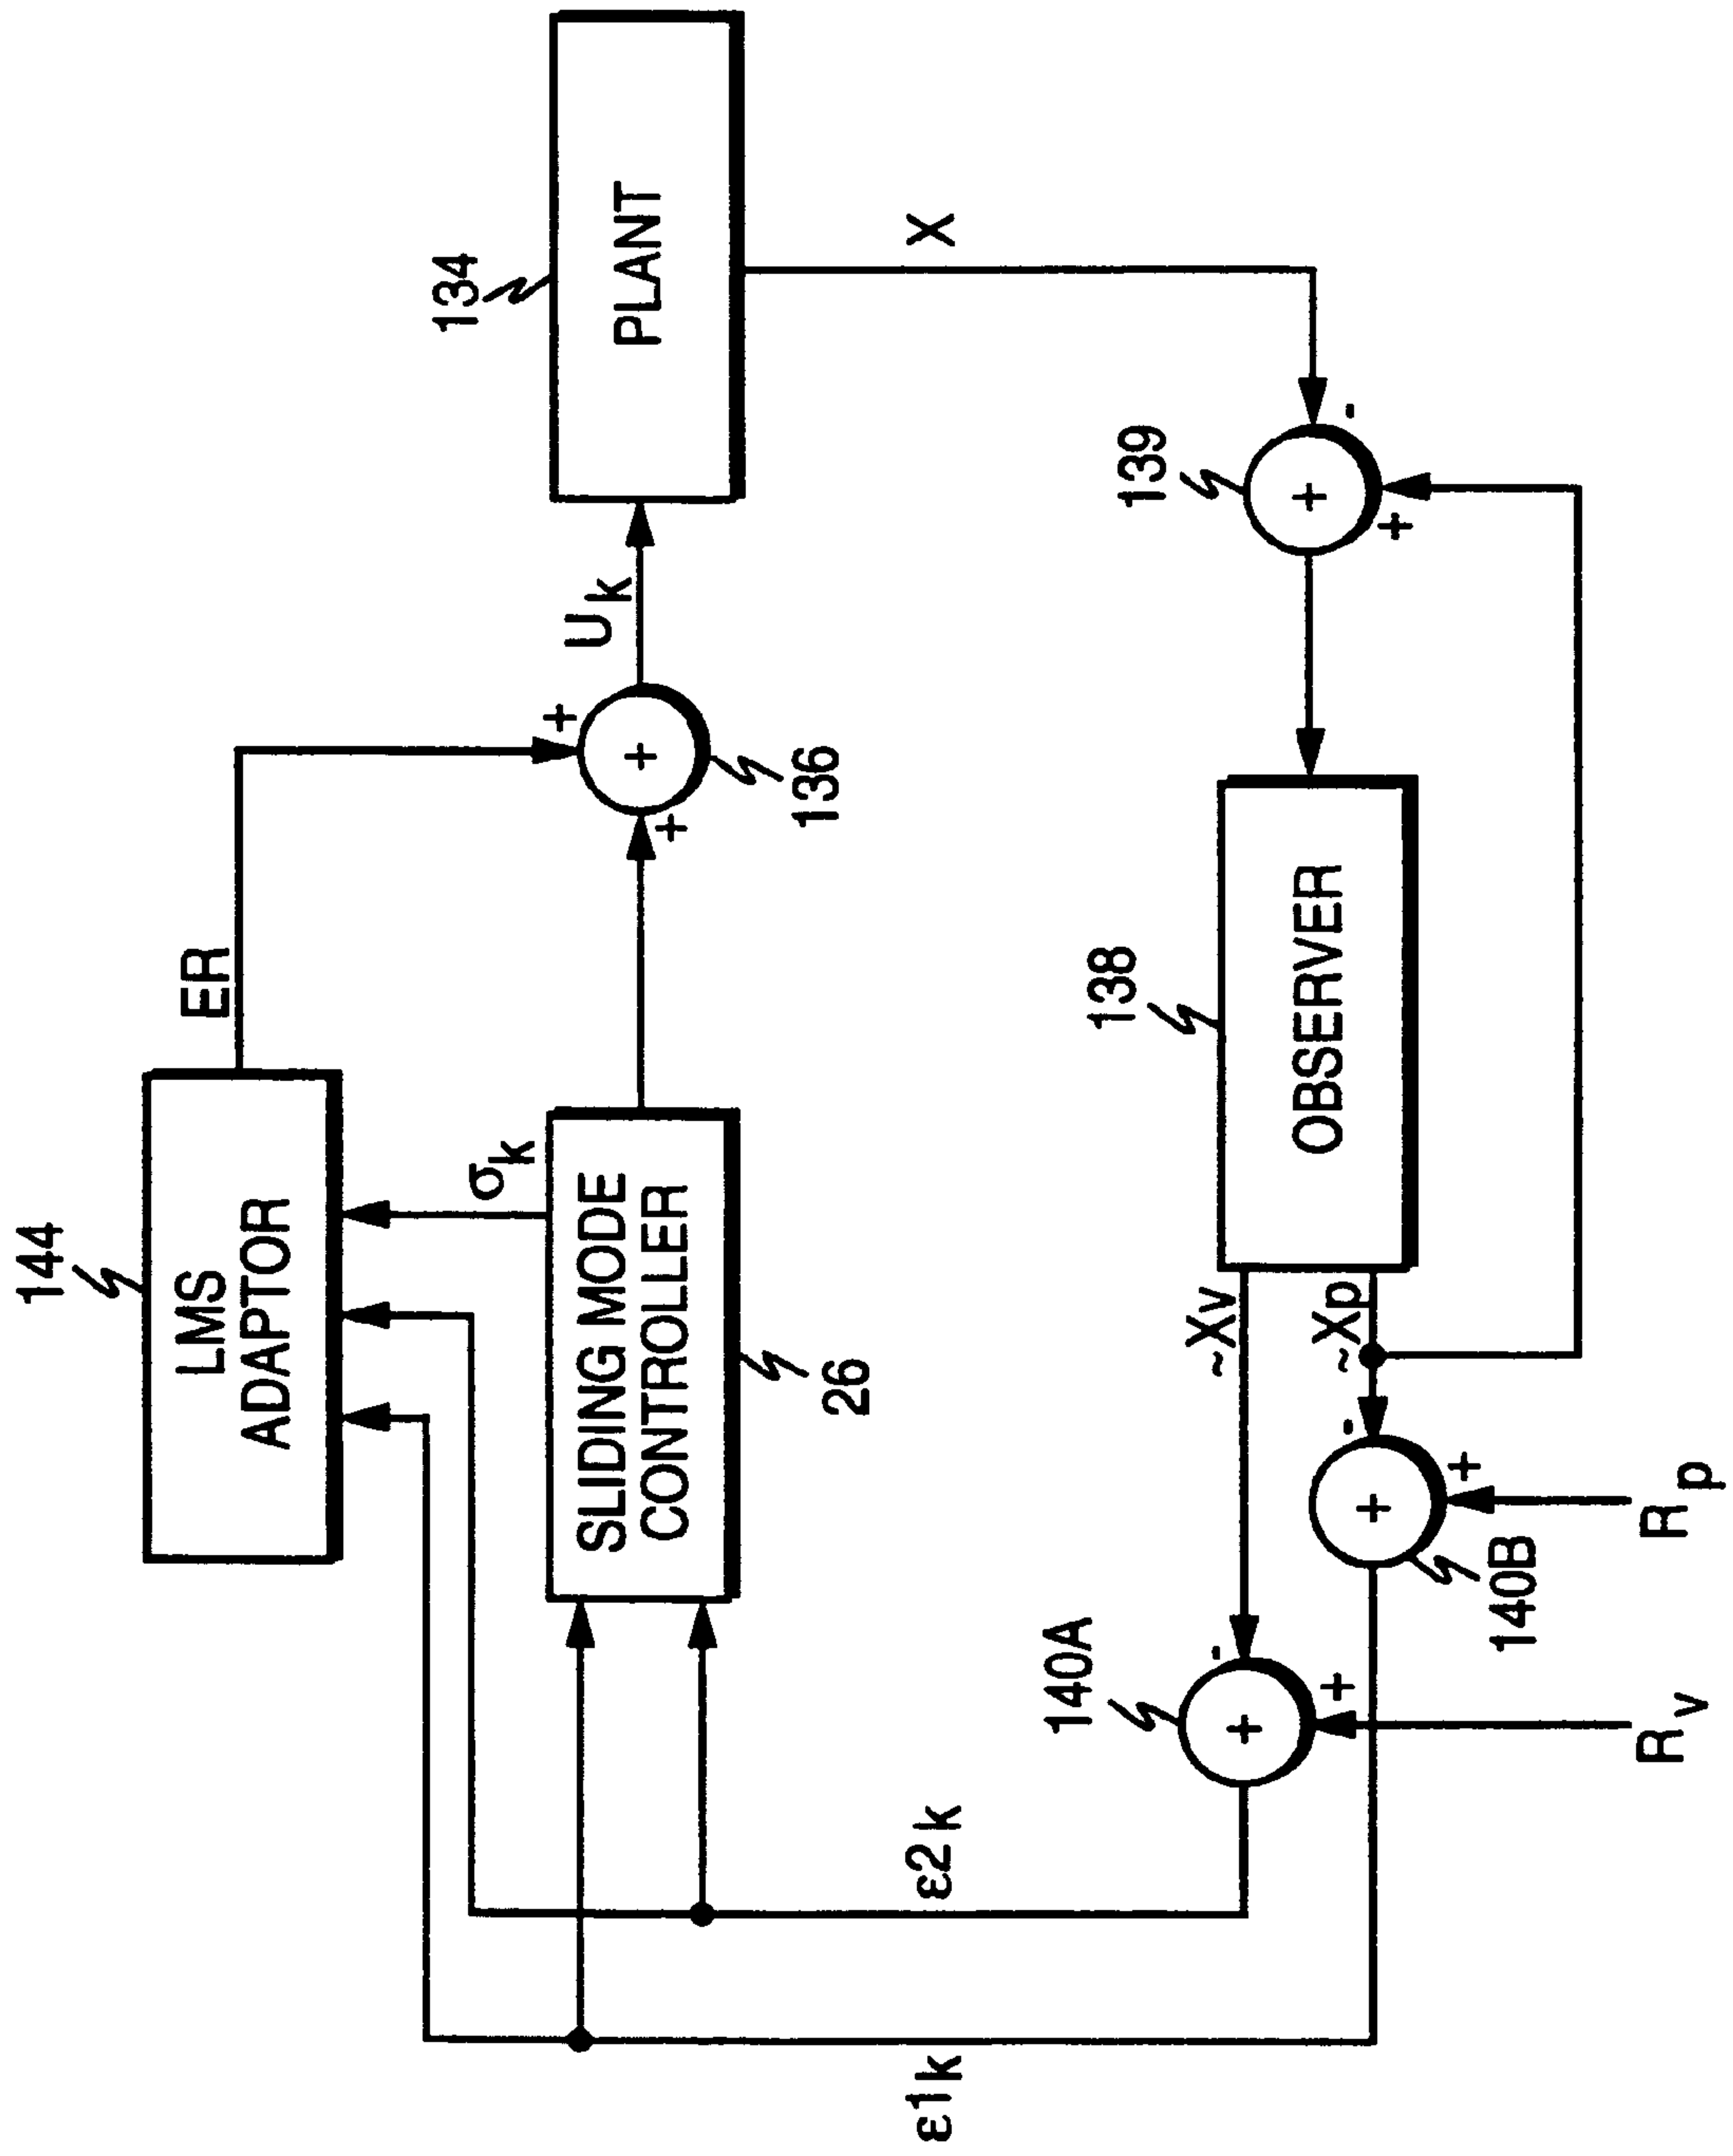 144
LMS
ADAPTOR
ER
134
PLANT
σk
Uk
+
+
+
SLIDING MODE
CONTROLLER
136
26
X
ε1k
ε2k
140A
~Xv
138
139
-
+
-
+
~Xp
OBSERVER
+
-
+
+
+
140B
Rv
Rp